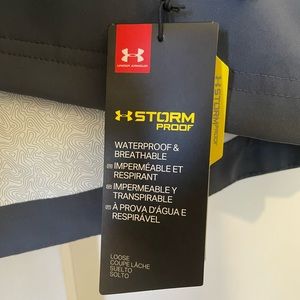 UNDER ARMOUR
STORM
PROOF
WATERPROOF &
BREATHABLE
IMPERMÉABLE ET
RESPIRANT
IMPERMEABLE Y
TRANSPIRABLE
À PROVA D'ÁGUA E
RESPIRÁVEL
LOOSE
COUPE LÂCHE
SUELTO
SOLTO
STORMPROOF